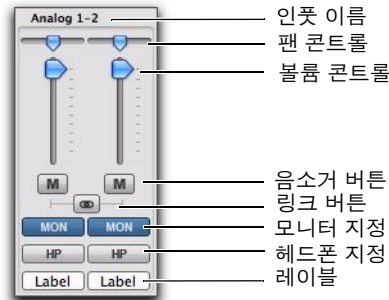 Analog 1-2 인풋 이름
팬 컨트롤
볼륨 컨트롤
M M 음소거 버튼
링크 버튼
MON MON 모니터 지정
HP HP 헤드폰 지정
Label Label 레이블